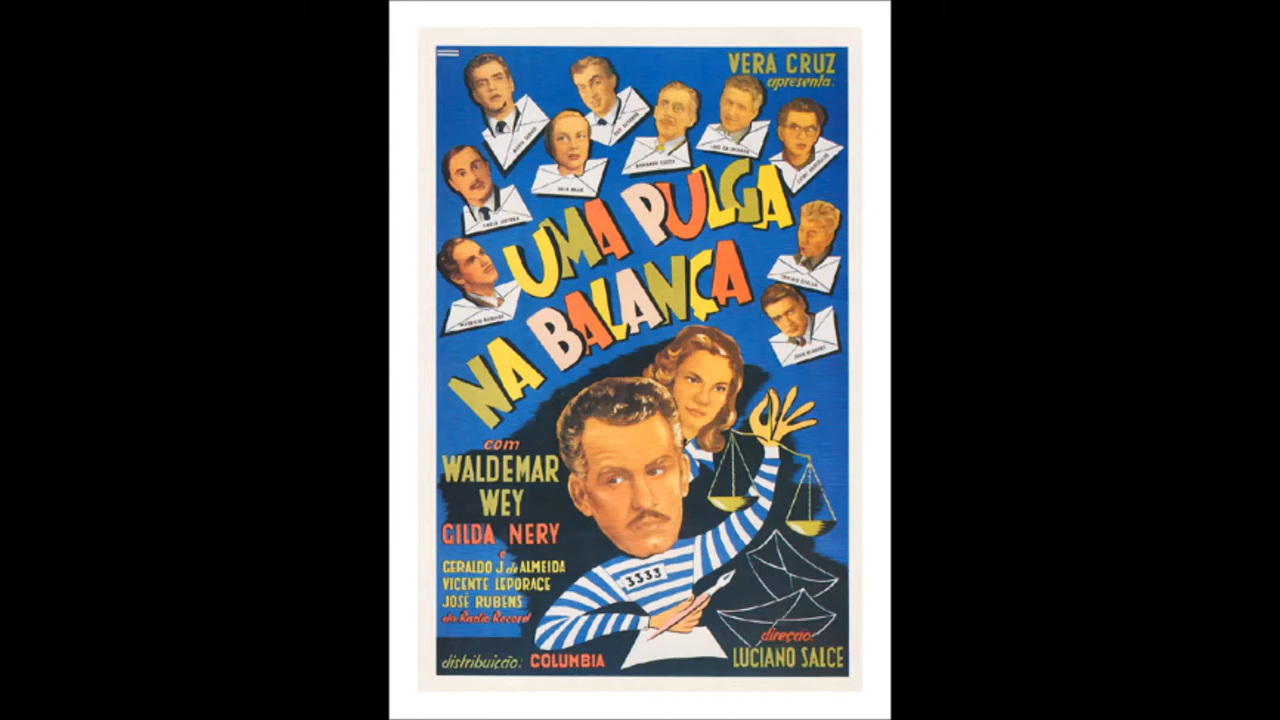 VERA CRUZ
apresenta:
UMA PULGA
NA BALANÇA
com
WALDEMAR
WEY
GILDA NERY
e
GERALDO J. de ALMEIDA
VICENTE LEPORACE
JOSÉ RUBENS
da Radio Record
3333
direção:
distribuição: COLUMBIA
LUCIANO SALCE